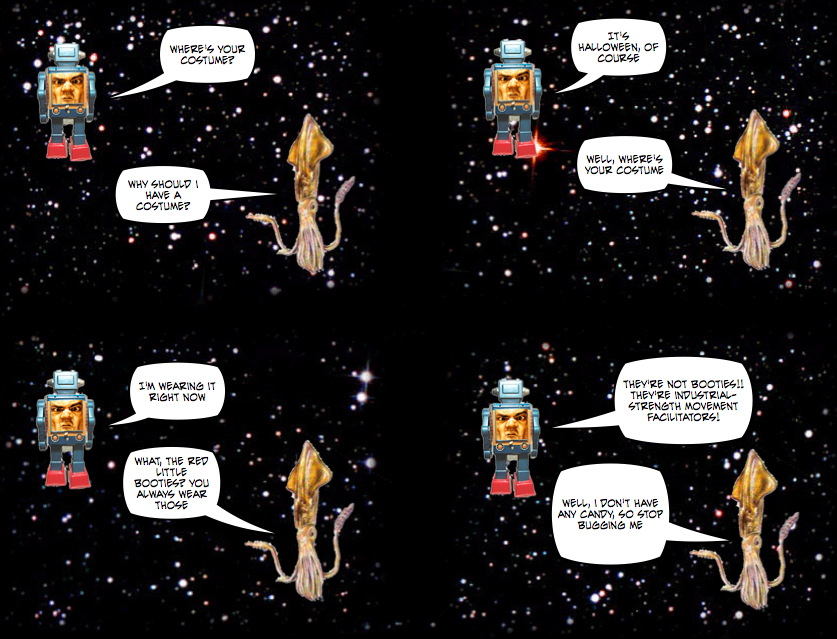 WHERE'S YOUR
COSTUME?
WHY SHOULD I
HAVE A
COSTUME?
IT'S
HALLOWEEN, OF
COURSE
WELL, WHERE'S
YOUR COSTUME
I'M WEARING IT
RIGHT NOW
WHAT, THE RED
LITTLE
BOOTIES? YOU
ALWAYS WEAR
THOSE
THEY'RE NOT BOOTIES!!
THEY'RE INDUSTRIAL-
STRENGTH MOVEMENT
FACILITATORS!
WELL, I DON'T HAVE
ANY CANDY, SO STOP
BUGGING ME